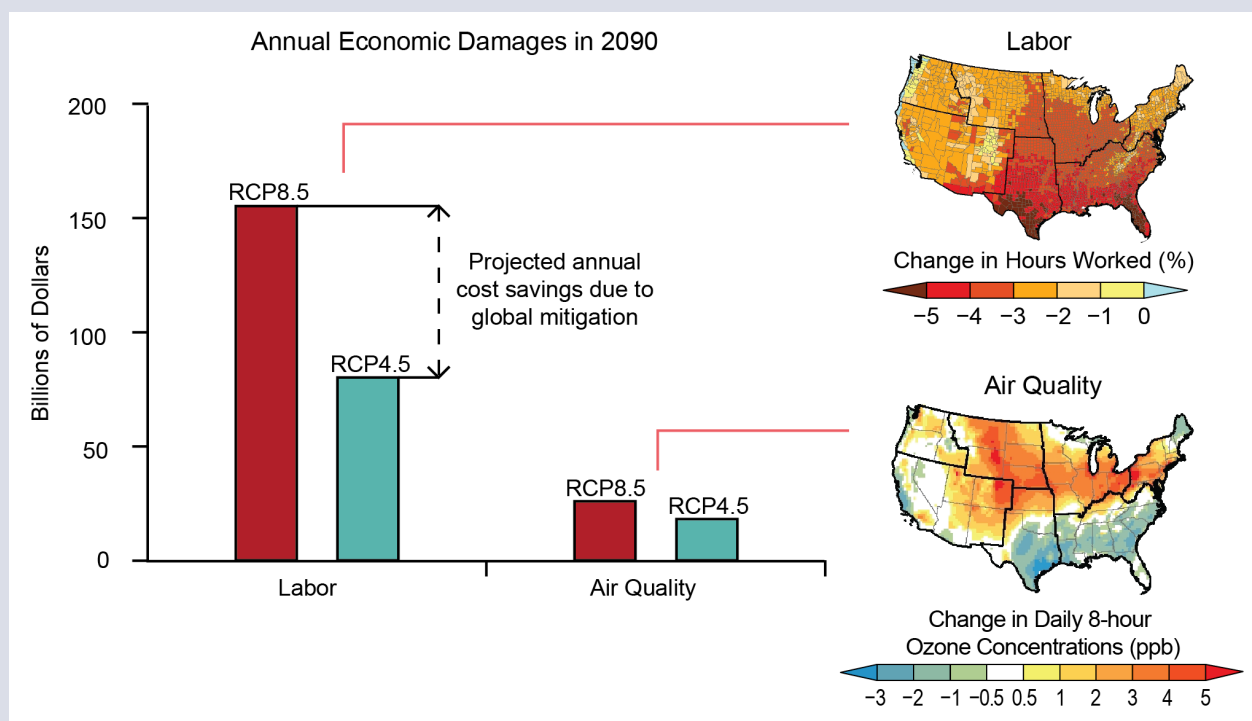 Annual Economic Damages in 2090
Billions of Dollars
200
150
100
50
0
RCP8.5
RCP4.5
Projected annual
cost savings due to
global mitigation
RCP8.5
RCP4.5
Labor
Air Quality
Labor
Change in Hours Worked (%)
−5 −4 −3 −2 −1 0
Air Quality
Change in Daily 8-hour
Ozone Concentrations (ppb)
−3 −2 −1 −0.5 0.5 1 2 3 4 5